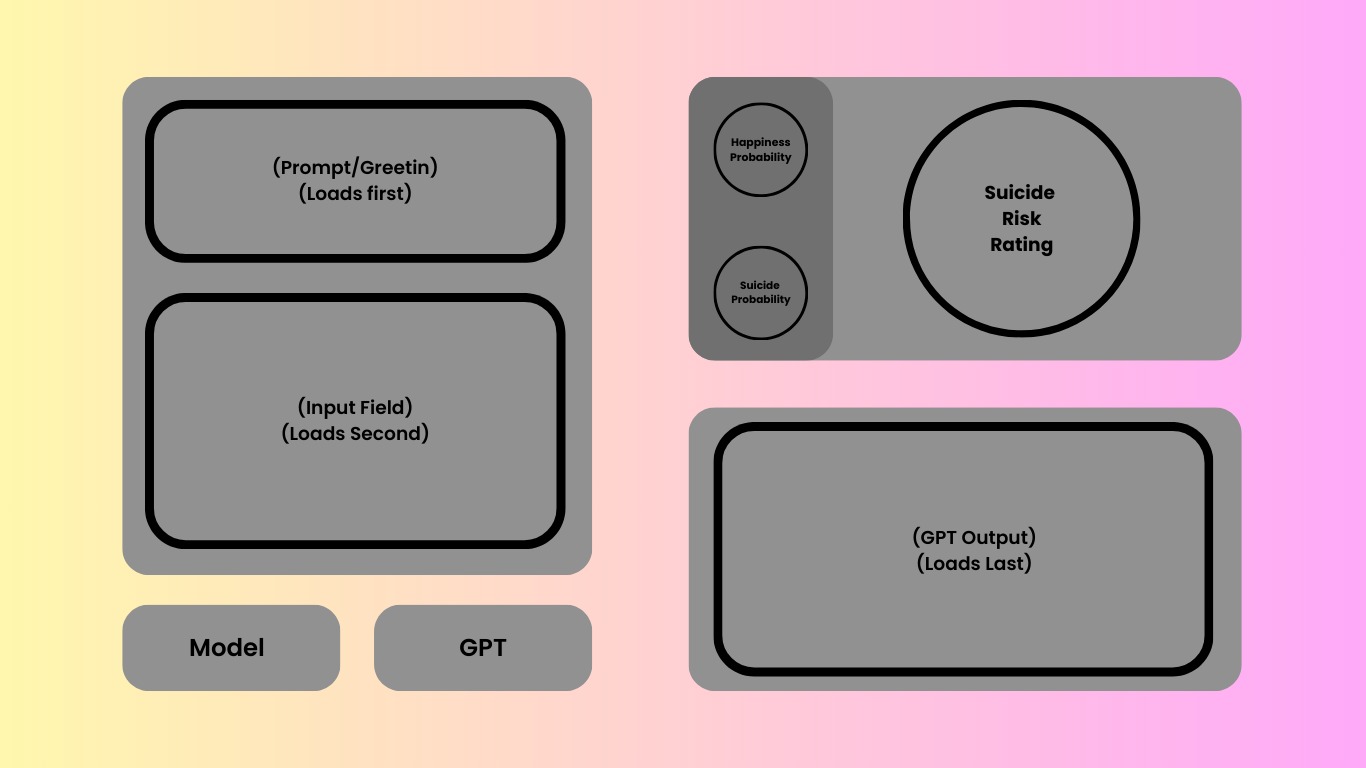 (Prompt/Greetin)
(Loads first)
(Input Field)
(Loads Second)
Model
GPT
Happiness
Probability
Suicide
Probability
Suicide
Risk
Rating
(GPT Output)
(Loads Last)